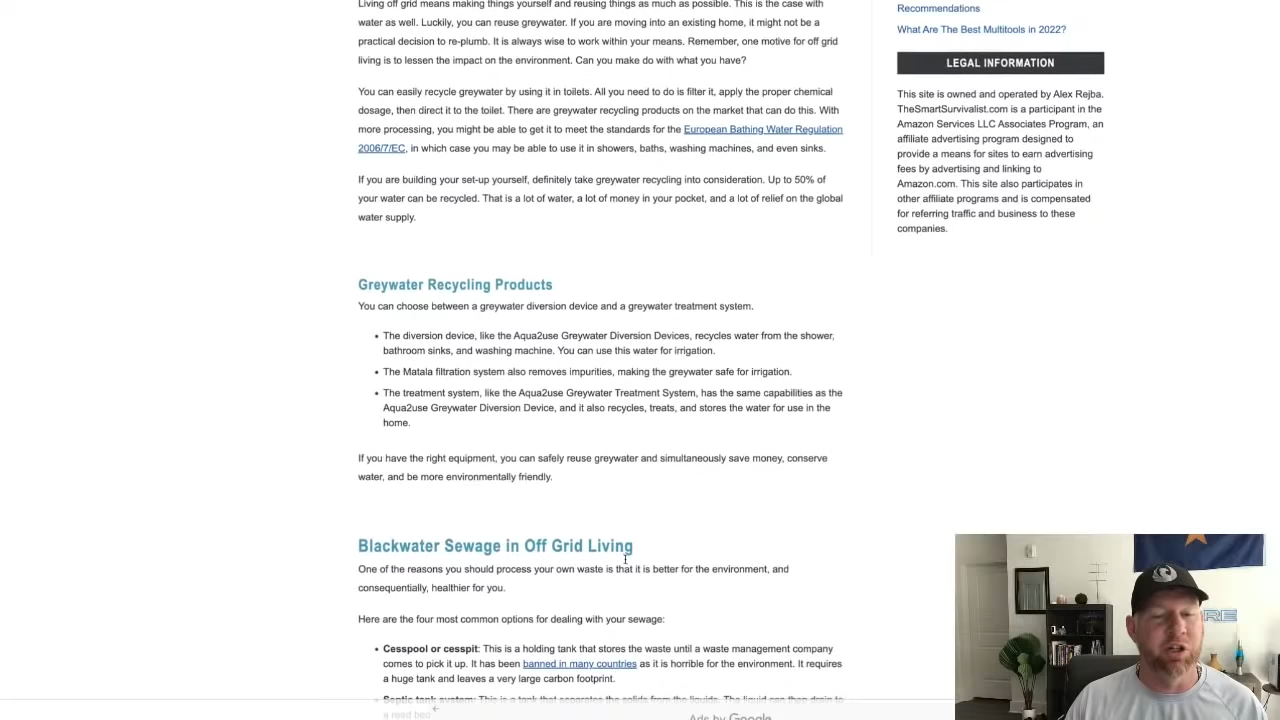 Living off grid means making things yourself and reusing things as much as possible. This is the case with
water as well. Luckily, you can reuse greywater. If you are moving into an existing home, it might not be a
practical decision to re-plumb. It is always wise to work within your means. Remember, one motive for off grid
living is to lessen the impact on the environment. Can you make do with what you have?
You can easily recycle greywater by using it in toilets. All you need to do is filter it, apply the proper chemical
dosage, then direct it to the toilet. There are greywater recycling products on the market that can do this. With
more processing, you might be able to get it to meet the standards for the European Bathing Water Regulation
2006/7/EC, in which case you may be able to use it in showers, baths, washing machines, and even sinks.
If you are building your set-up yourself, definitely take greywater recycling into consideration. Up to 50% of
your water can be recycled. That is a lot of water, a lot of money in your pocket, and a lot of relief on the global
water supply.
Greywater Recycling Products
You can choose between a greywater diversion device and a greywater treatment system.
• The diversion device, like the Aqua2use Greywater Diversion Devices, recycles water from the shower,
bathroom sinks, and washing machine. You can use this water for irrigation.
• The Matala filtration system also removes impurities, making the greywater safe for irrigation.
• The treatment system, like the Aqua2use Greywater Treatment System, has the same capabilities as the
Aqua2use Greywater Diversion Device, and it also recycles, treats, and stores the water for use in the
home.
If you have the right equipment, you can safely reuse greywater and simultaneously save money, conserve
water, and be more environmentally friendly.
Blackwater Sewage in Off Grid Living
One of the reasons you should process your own waste is that it is better for the environment, and
consequentially, healthier for you.
Here are the four most common options for dealing with your sewage:
• Cesspool or cesspit: This is a holding tank that stores the waste until a waste management company
comes to pick it up. It has been banned in many countries as it is horrible for the environment. It requires
a huge tank and leaves a very large carbon footprint.
• Septic tank system: This is a tank that separates the solids from the liquids. The liquid can then drain to
a reed bed
Ads by Google
Recommendations
What Are The Best Multitools in 2022?
LEGAL INFORMATION
This site is owned and operated by Alex Rejba.
TheSmartSurvivalist.com is a participant in the
Amazon Services LLC Associates Program, an
affiliate advertising program designed to
provide a means for sites to earn advertising
fees by advertising and linking to
Amazon.com. This site also participates in
other affiliate programs and is compensated
for referring traffic and business to these
companies.